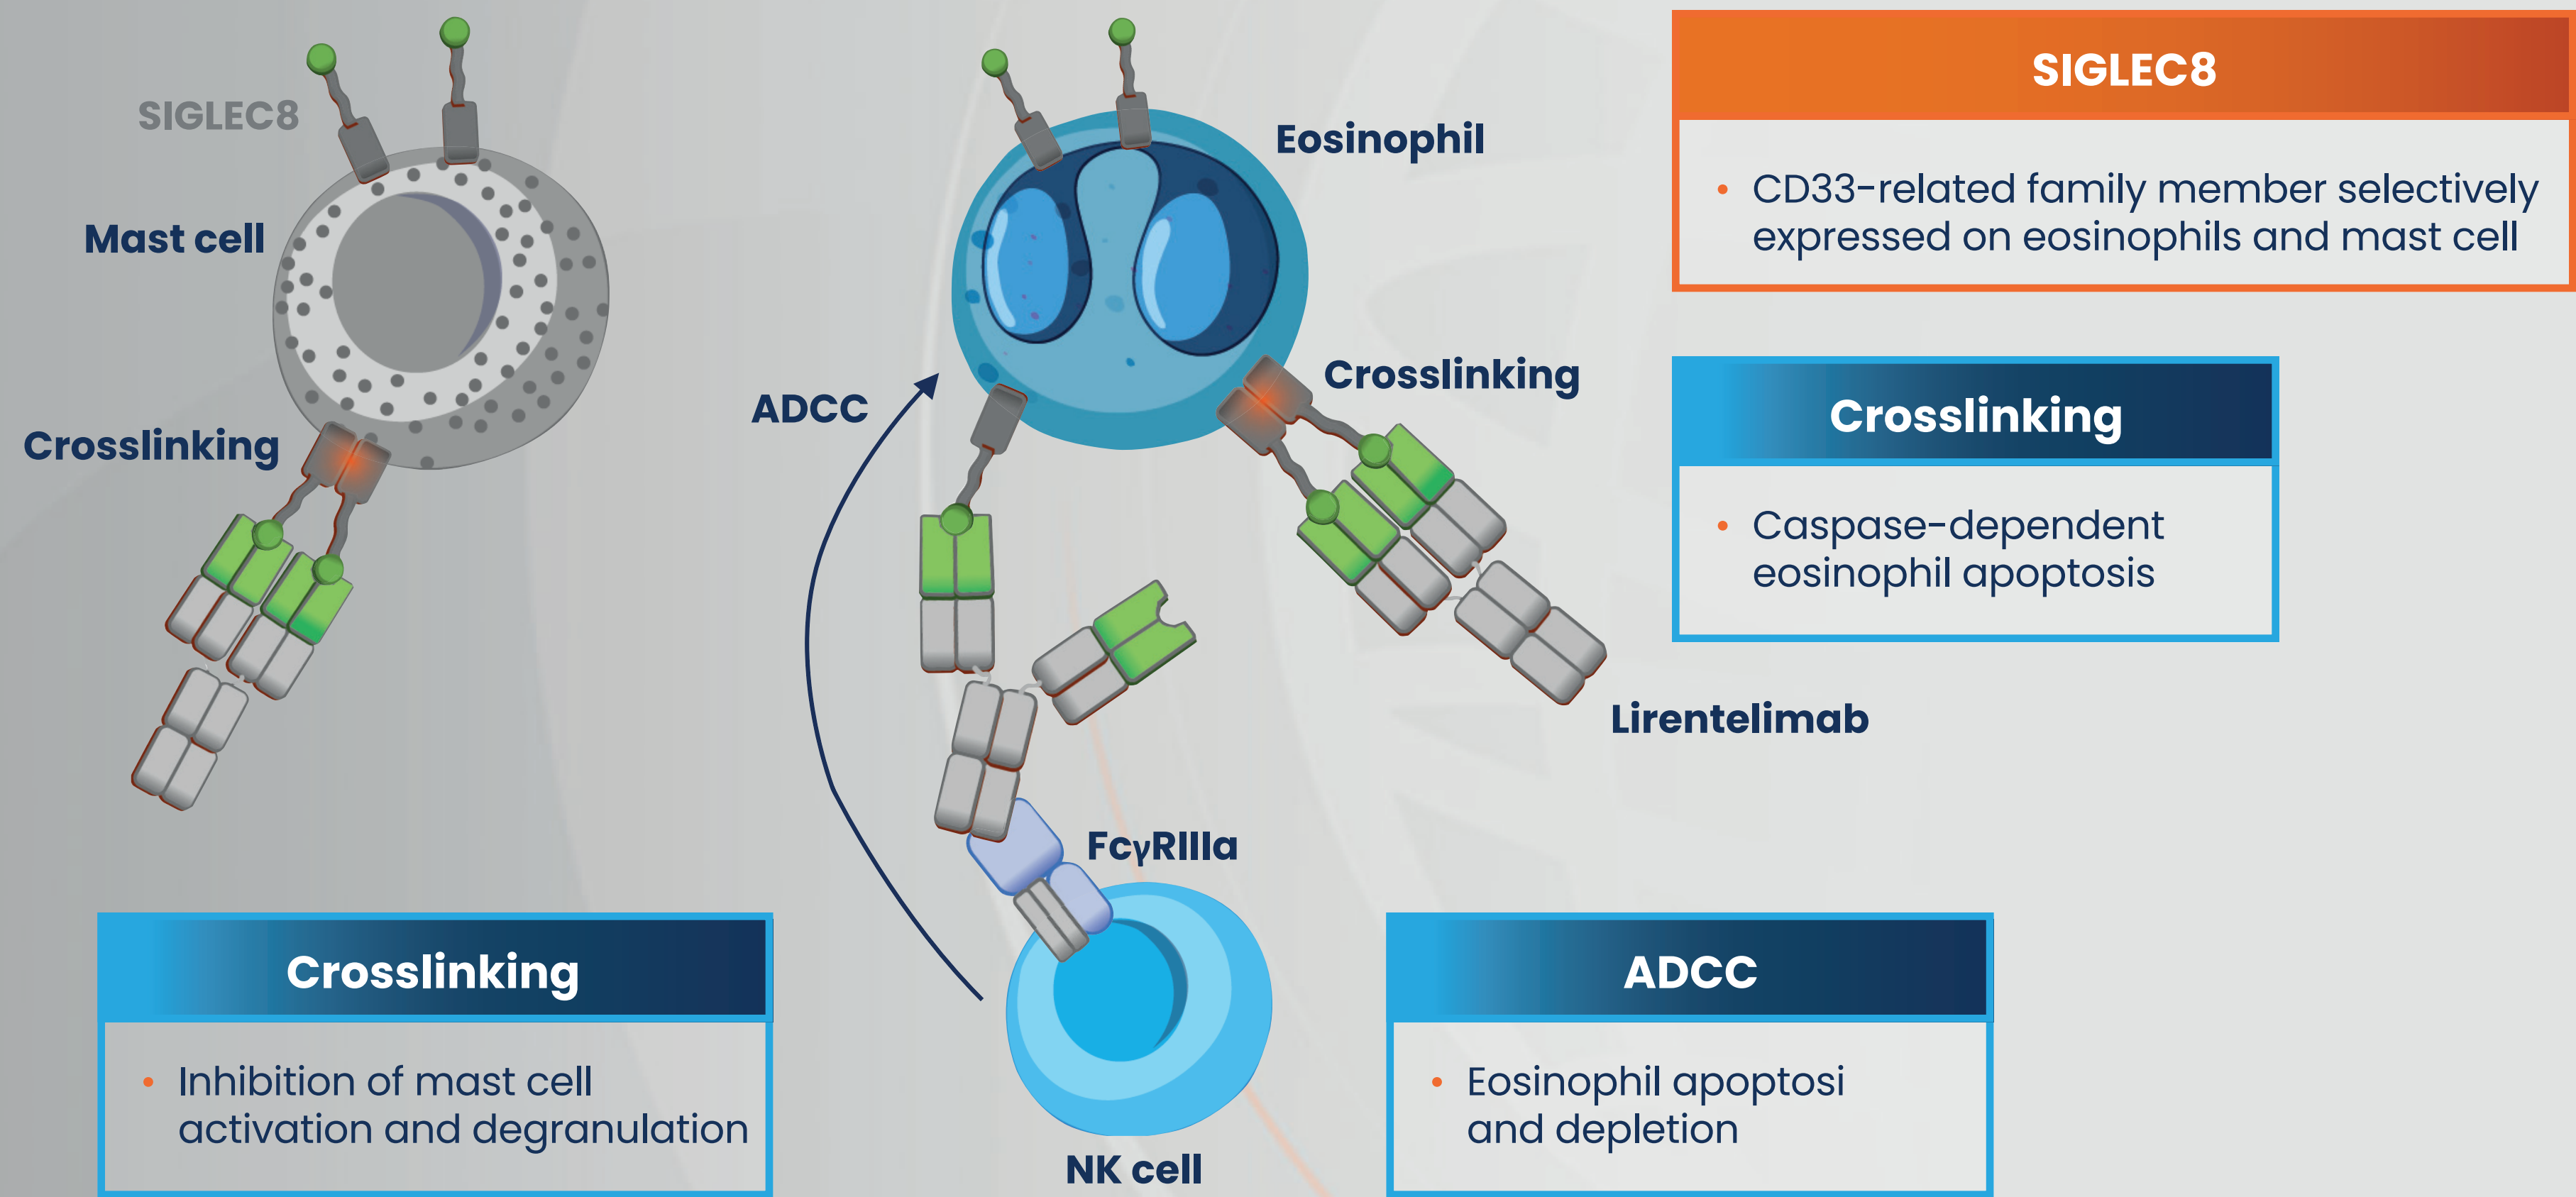 SIGLEC8
Mast cell
Crosslinking
Eosinophil
ADCC
Crosslinking
Lirentelimab
FcγRIIIa
NK cell
SIGLEC8
• CD33-related family member selectively
expressed on eosinophils and mast cell
Crosslinking
• Caspase-dependent
eosinophil apoptosis
Crosslinking
• Inhibition of mast cell
activation and degranulation
ADCC
• Eosinophil apoptosi
and depletion